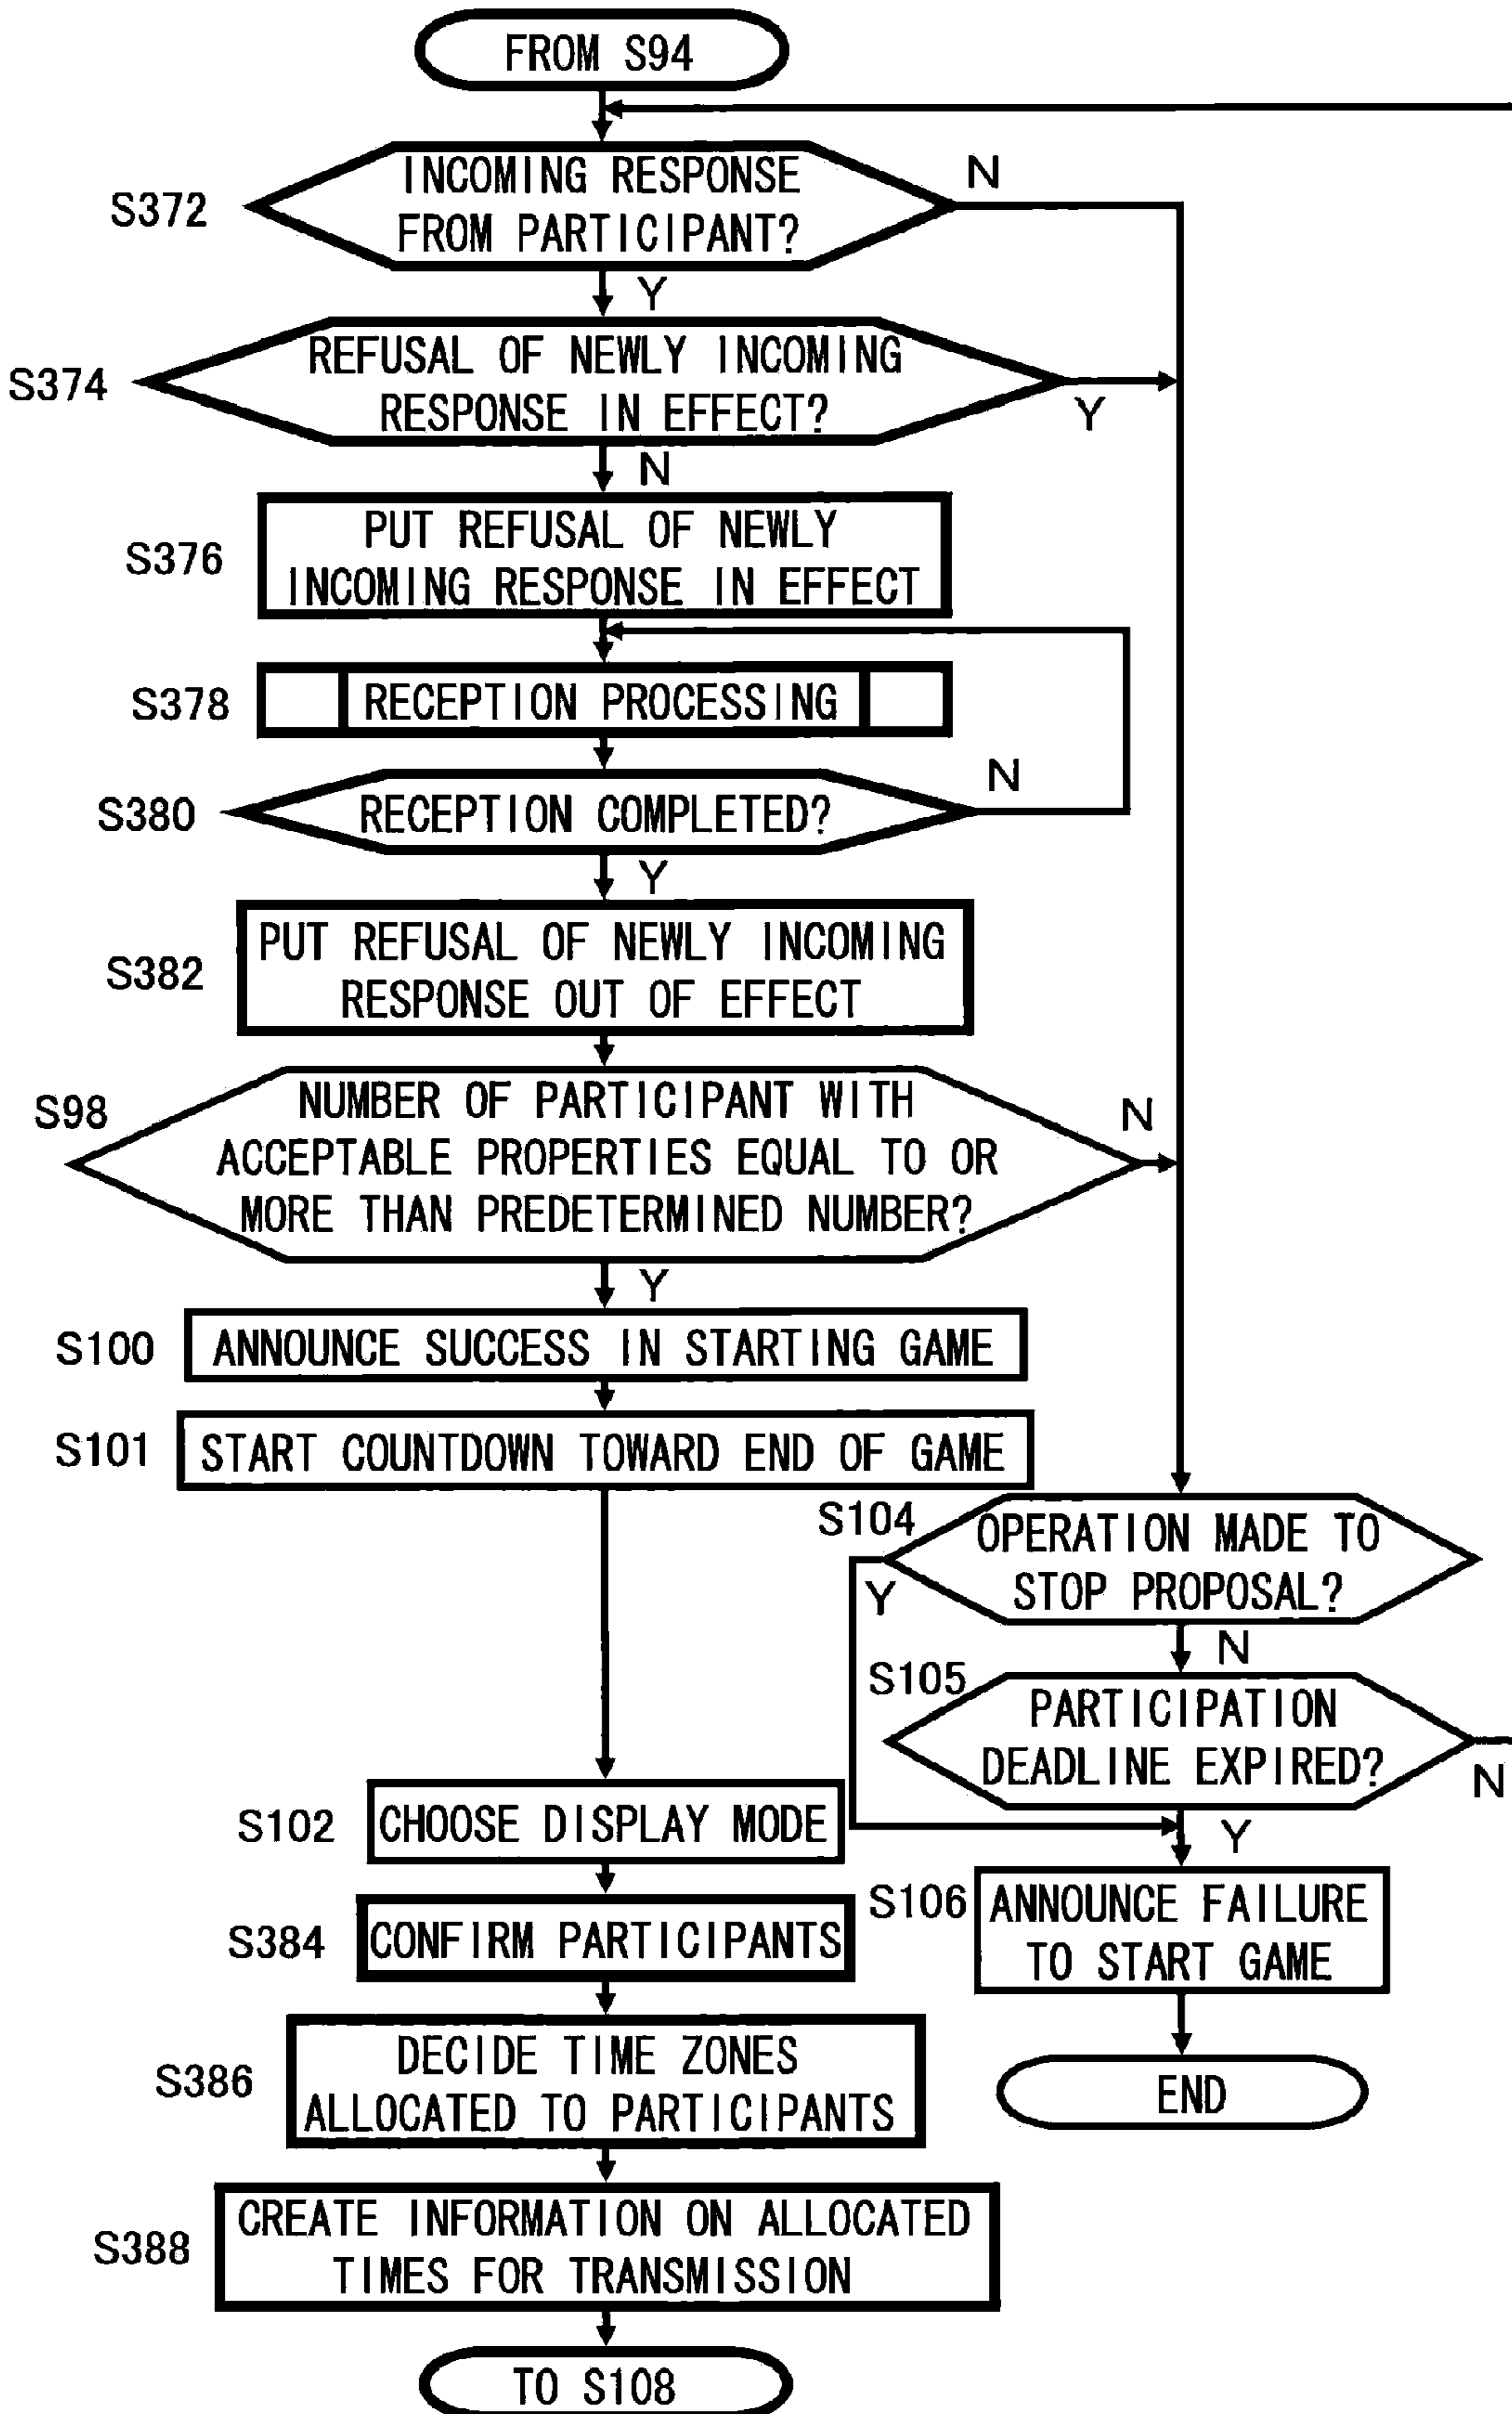 FROM S94
S372
INCOMING RESPONSE
FROM PARTICIPANT?
N
Y
S374
REFUSAL OF NEWLY INCOMING
RESPONSE IN EFFECT?
Y
N
S376
PUT REFUSAL OF NEWLY
INCOMING RESPONSE IN EFFECT
S378
RECEPTION PROCESSING
S380
RECEPTION COMPLETED?
N
Y
S382
PUT REFUSAL OF NEWLY INCOMING
RESPONSE OUT OF EFFECT
S98
NUMBER OF PARTICIPANT WITH
ACCEPTABLE PROPERTIES EQUAL TO OR
MORE THAN PREDETERMINED NUMBER?
N
Y
S100
ANNOUNCE SUCCESS IN STARTING GAME
S101
START COUNTDOWN TOWARD END OF GAME
S104
OPERATION MADE TO
STOP PROPOSAL?
Y
N
S105
PARTICIPATION
DEADLINE EXPIRED?
N
Y
S102
CHOOSE DISPLAY MODE
S106
ANNOUNCE FAILURE
TO START GAME
S384
CONFIRM PARTICIPANTS
END
S386
DECIDE TIME ZONES
ALLOCATED TO PARTICIPANTS
S388
CREATE INFORMATION ON ALLOCATED
TIMES FOR TRANSMISSION
TO S108